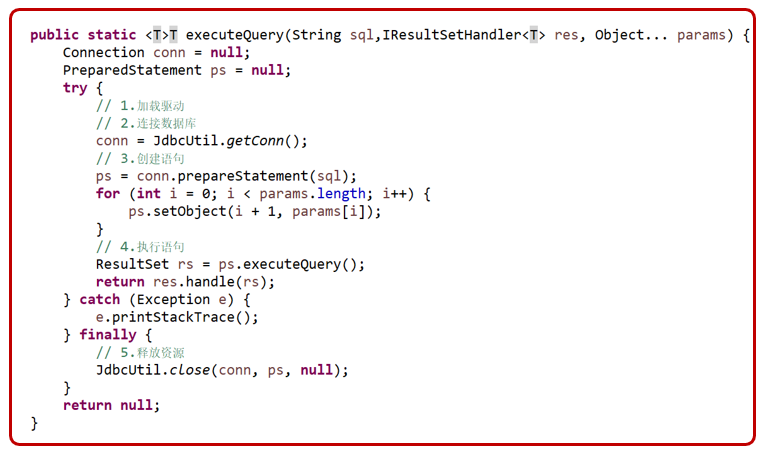 public static <T>T executeQuery(String sql,IResultSetHandler<T> res, Object... params) {
    Connection conn = null;
    PreparedStatement ps = null;
    try {
        // 1.加载驱动
        // 2.连接数据库
        conn = JdbcUtil.getConn();
        // 3.创建语句
        ps = conn.prepareStatement(sql);
        for (int i = 0; i < params.length; i++) {
            ps.setObject(i + 1, params[i]);
        }
        // 4.执行语句
        ResultSet rs = ps.executeQuery();
        return res.handle(rs);
    } catch (Exception e) {
        e.printStackTrace();
    } finally {
        // 5.释放资源
        JdbcUtil.close(conn, ps, null);
    }
    return null;
}